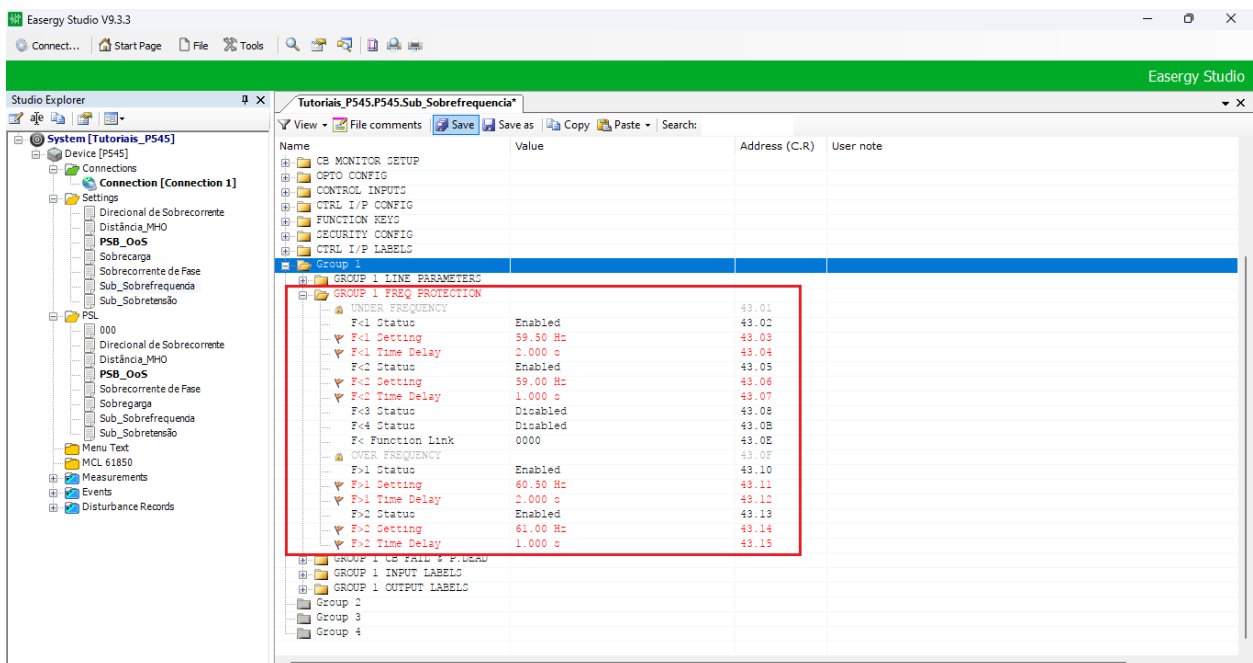 Easergy Studio V9.3.3
Connect... Start Page File Tools
Easergy Studio
Studio Explorer
System [Tutoriais_P545]
Device [P545]
Connections
Connection [Connection 1]
Settings
Direcional de Sobrecorrente
Distância_MHO
PSB_OoS
Sobrecarga
Sobrecorrente de Fase
Sub_Sobrefrequenda
Sub_Sobretensão
PSL
000
Direcional de Sobrecorrente
Distância_MHO
PSB_OoS
Sobrecorrente de Fase
Sobregarga
Sub_Sobrefrequenda
Sub_Sobretensão
Menu Text
MCL 61850
Measurements
Events
Disturbance Records
Tutoriais_P545.P545.Sub_Sobrefrequencia*
View File comments Save Save as Copy Paste Search:
Name Value Address (C.R) User note
CB MONITOR SETUP
OPTO CONFIG
CONTROL INPUTS
CTRL I/P CONFIG
FUNCTION KEYS
SECURITY CONFIG
CTRL I/P LABELS
Group 1
GROUP 1 LINE PARAMETERS
GROUP 1 FREQ PROTECTION
UNDER FREQUENCY 43.01
F<1 Status Enabled 43.02
F<1 Setting 59.50 Hz 43.03
F<1 Time Delay 2.000 s 43.04
F<2 Status Enabled 43.05
F<2 Setting 59.00 Hz 43.06
F<2 Time Delay 1.000 s 43.07
F<3 Status Disabled 43.08
F<4 Status Disabled 43.0B
F< Function Link 0000 43.0E
OVER FREQUENCY 43.0F
F>1 Status Enabled 43.10
F>1 Setting 60.50 Hz 43.11
F>1 Time Delay 2.000 s 43.12
F>2 Status Enabled 43.13
F>2 Setting 61.00 Hz 43.14
F>2 Time Delay 1.000 s 43.15
GROUP 1 CB FAIL & P.DEAD
GROUP 1 INPUT LABELS
GROUP 1 OUTPUT LABELS
Group 2
Group 3
Group 4